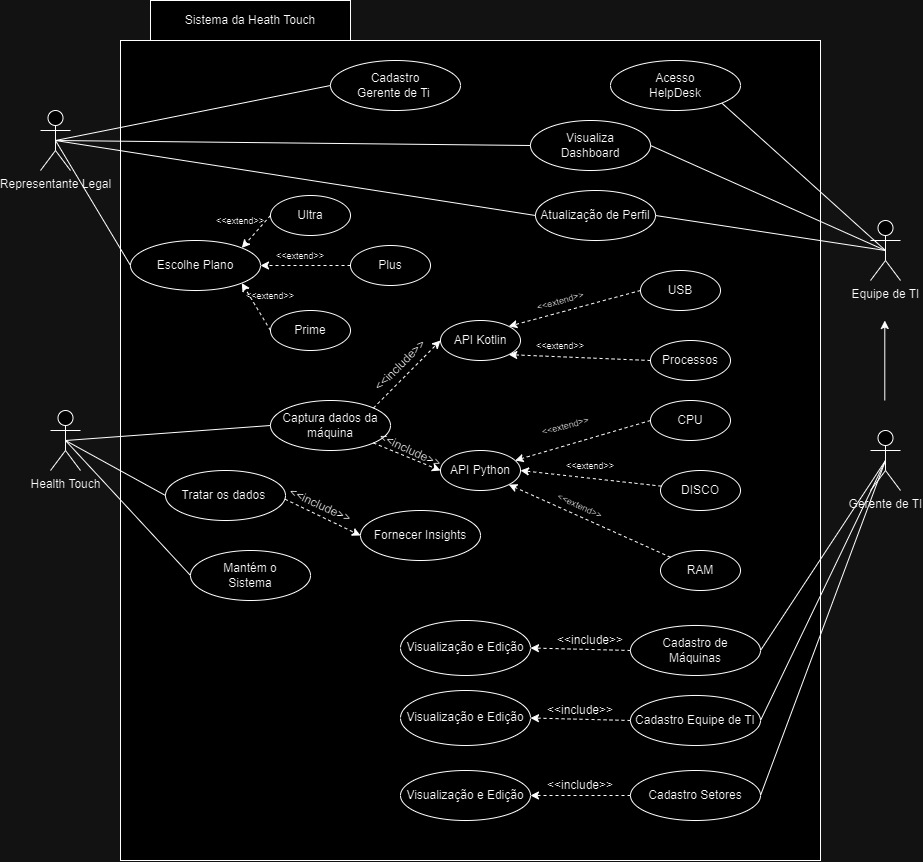 Sistema da Heath Touch
Cadastro
Gerente de Ti
Acesso
HelpDesk
Visualiza
Dashboard
Representante Legal
Atualização de Perfil
Ultra
<<extend>>
Escolhe Plano
<<extend>>
Plus
<<extend>>
Prime
Equipe de TI
USB
<<extend>>
API Kotlin
<<extend>>
Processos
<<include>>
Captura dados da
máquina
<<include>>
API Python
CPU
<<extend>>
<<extend>>
DISCO
<<extend>>
RAM
Health Touch
Gerente de TI
Tratar os dados
<<include>>
Fornecer Insights
Mantém o
Sistema
Visualização e Edição
<<include>>
Cadastro de
Máquinas
Visualização e Edição
<<include>>
Cadastro Equipe de TI
Visualização e Edição
<<include>>
Cadastro Setores